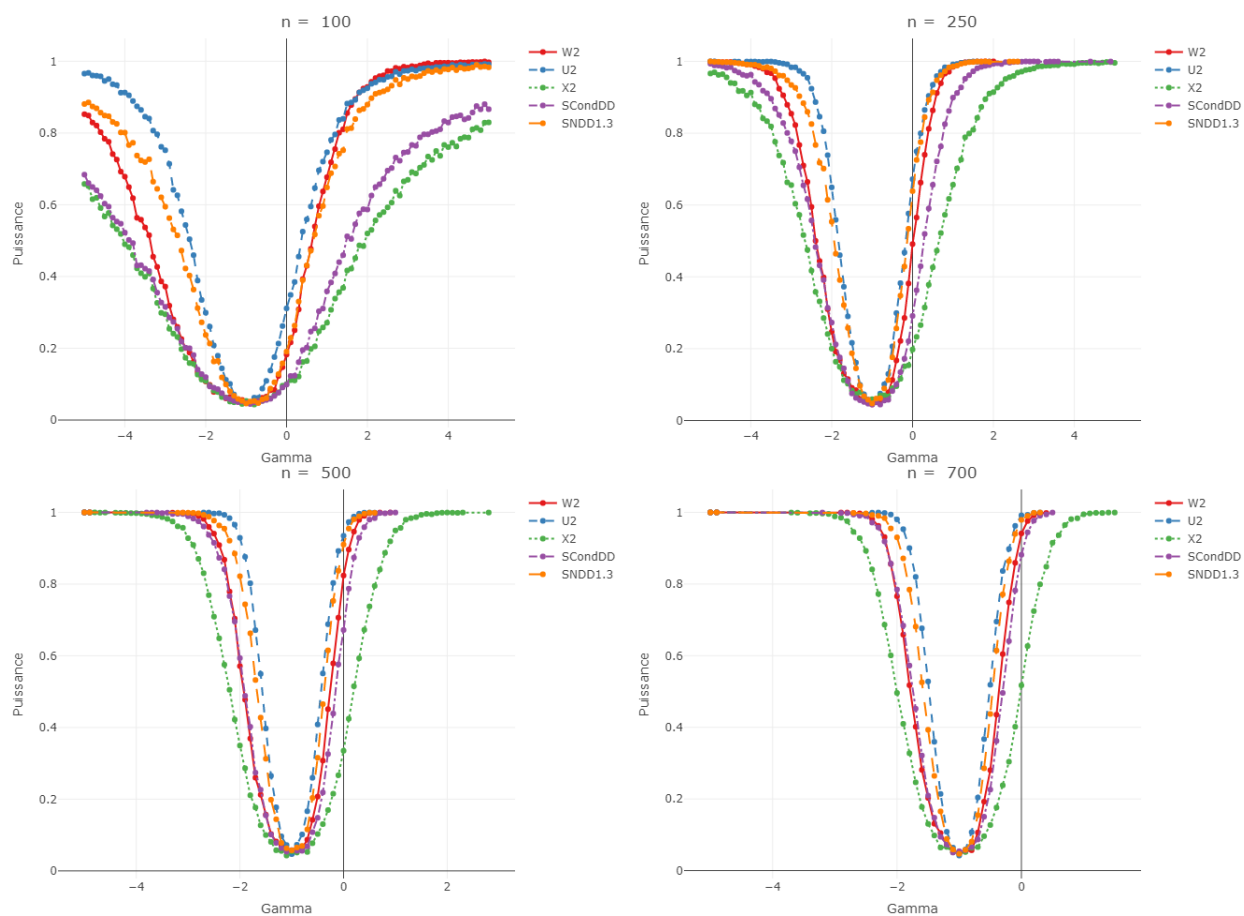 n = 100
W2
U2
X2
SCondDD
SNDD1.3
1
0.8
0.6
0.4
0.2
0
Puissance
−4
−2
0
2
4
Gamma
n = 250
W2
U2
X2
SCondDD
SNDD1.3
1
0.8
0.6
0.4
0.2
0
Puissance
−4
−2
0
2
4
Gamma
n = 500
W2
U2
X2
SCondDD
SNDD1.3
1
0.8
0.6
0.4
0.2
0
Puissance
−4
−2
0
2
Gamma
n = 700
W2
U2
X2
SCondDD
SNDD1.3
1
0.8
0.6
0.4
0.2
0
Puissance
−4
−2
0
Gamma